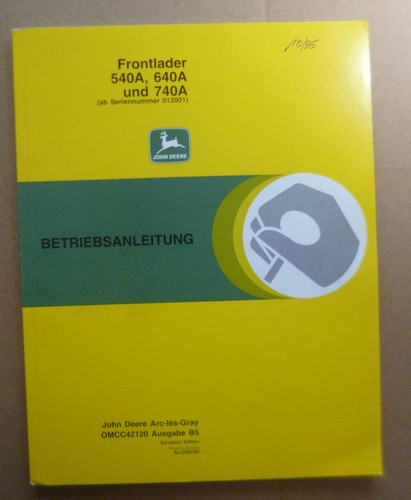 10/95
Frontlader
540A, 640A
und 740A
(ab Seriennummer 012001)
JOHN DEERE
BETRIEBSANLEITUNG
John Deere Arc-lès-Gray
OMCC42120 Ausgabe B5
European Edition
ALLEMAND